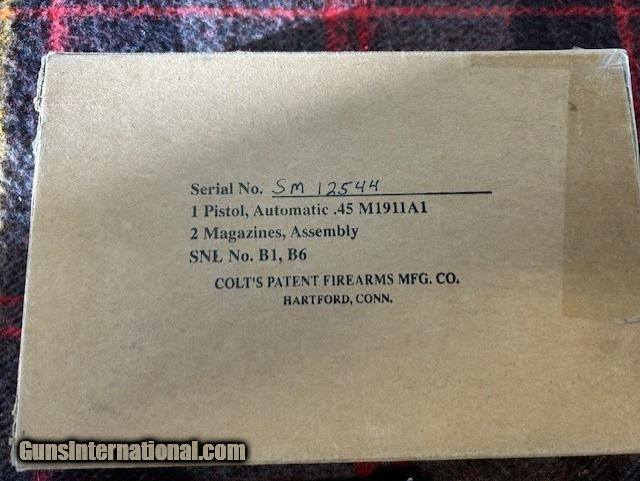 Serial No. SM 12544
1 Pistol, Automatic .45 M1911A1
2 Magazines, Assembly
SNL No. B1, B6
COLT'S PATENT FIREARMS MFG. CO.
HARTFORD, CONN.
GunsInternational.com